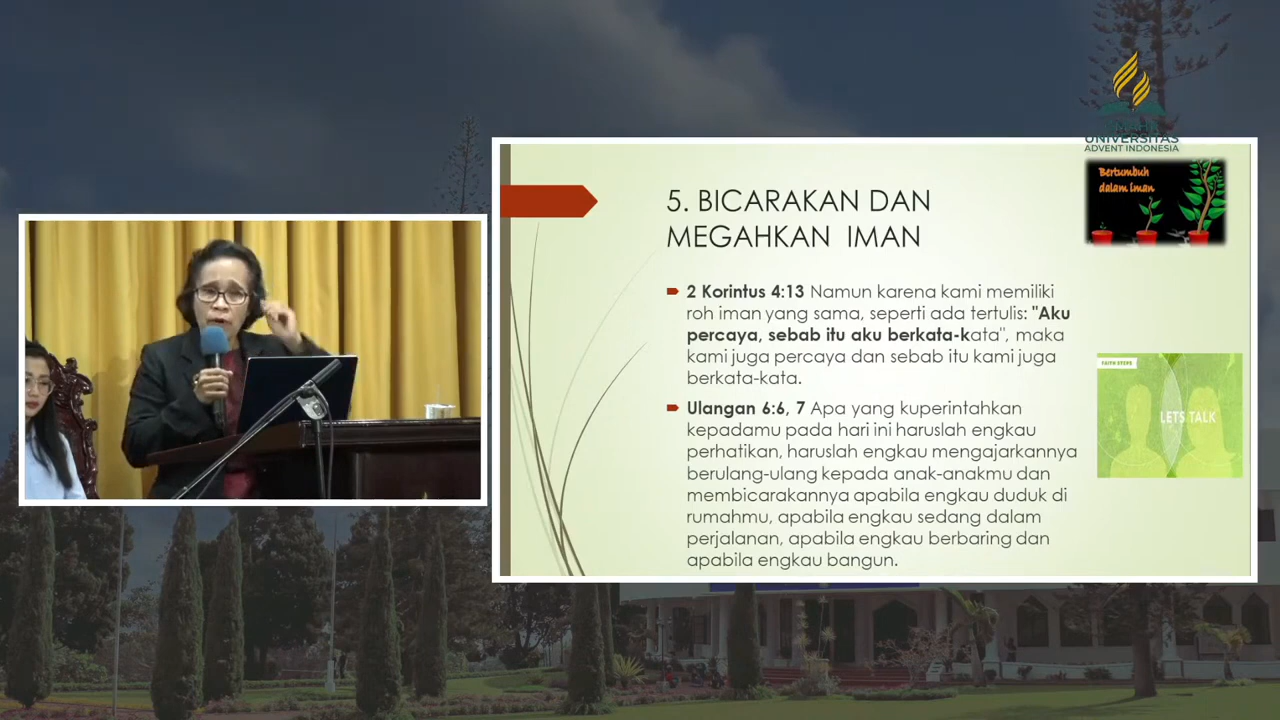 UNIVERSITAS
ADVENT INDONESIA
Bertumbuh
dalam iman
5. BICARAKAN DAN
MEGAHKAN IMAN
2 Korintus 4:13 Namun karena kami memiliki
roh iman yang sama, seperti ada tertulis: "Aku
percaya, sebab itu aku berkata-kata", maka
kami juga percaya dan sebab itu kami juga
berkata-kata.
Ulangan 6:6, 7 Apa yang kuperintahkan
kepadamu pada hari ini haruslah engkau
perhatikan, haruslah engkau mengajarkannya
berulang-ulang kepada anak-anakmu dan
membicarakannya apabila engkau duduk di
rumahmu, apabila engkau sedang dalam
perjalanan, apabila engkau berbaring dan
apabila engkau bangun.
FAITH STEPS
LETS TALK